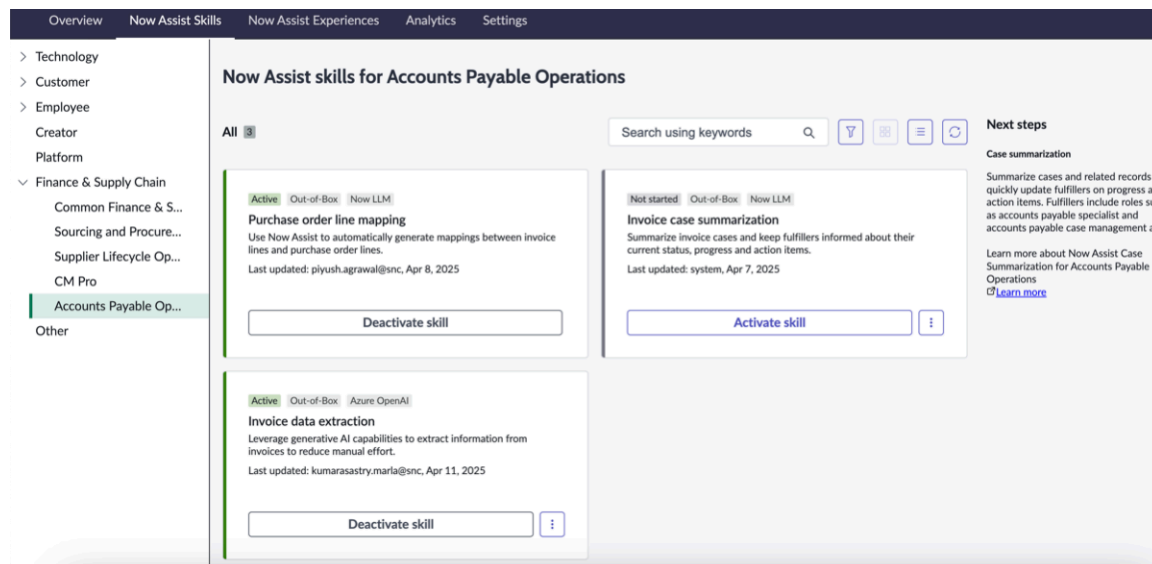 Overview Now Assist Skills Now Assist Experiences Analytics Settings
Technology
Customer
Employee
Creator
Platform
Finance & Supply Chain
Common Finance & S...
Sourcing and Procure...
Supplier Lifecycle Op...
CM Pro
Accounts Payable Op...
Other
Now Assist skills for Accounts Payable Operations
All 3
Search using keywords
Active Out-of-Box Now LLM
Purchase order line mapping
Use Now Assist to automatically generate mappings between invoice
lines and purchase order lines.
Last updated: piyush.agrawal@snc, Apr 8, 2025
Deactivate skill
Not started Out-of-Box Now LLM
Invoice case summarization
Summarize invoice cases and keep fulfillers informed about their
current status, progress and action items.
Last updated: system, Apr 7, 2025
Activate skill
Active Out-of-Box Azure OpenAI
Invoice data extraction
Leverage generative AI capabilities to extract information from
invoices to reduce manual effort.
Last updated: kumarasastry.marla@snc, Apr 11, 2025
Deactivate skill
Next steps
Case summarization
Summarize cases and related records
quickly update fulfillers on progress a
action items. Fulfillers include roles su
as accounts payable specialist and
accounts payable case management a
Learn more about Now Assist Case
Summarization for Accounts Payable
Operations
Learn more